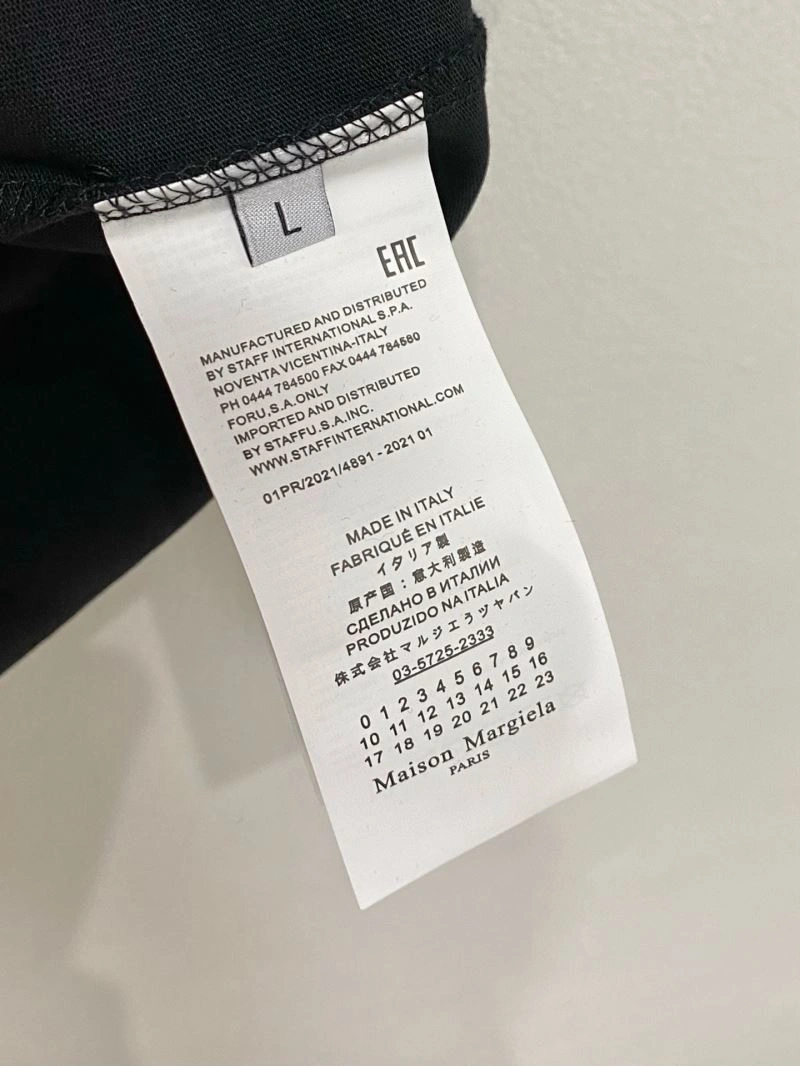 L
EAC
MANUFACTURED AND DISTRIBUTED
BY STAFF INTERNATIONAL S.P.A.
NOVENTA VICENTINA-ITALY
PH 0444 784500 FAX 0444 784580
FORU,S.A.ONLY
IMPORTED AND DISTRIBUTED
BY STAFFU.S.A.INC.
WWW.STAFFINTERNATIONAL.COM
01PR/2021/4891 - 2021 01
MADE IN ITALY
FABRIQUÉ EN ITALIE
イタリア製
原产国：意大利製造
СДЕЛАНО В ИТАЛИИ
PRODUZIDO NA ITALIA
株式会社マルジエラヅヤパン
03-5725-2333
0 1 2 3 4 5 6 7 8 9
10 11 12 13 14 15 16
17 18 19 20 21 22 23
Maison Margiela
PARIS